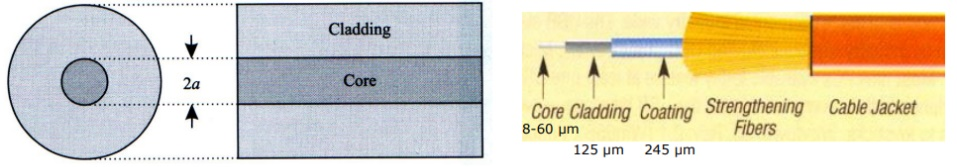 Cladding
2a
Core
Core Cladding Coating Strengthening Fibers Cable Jacket
8-60 µm
125 µm 245 µm